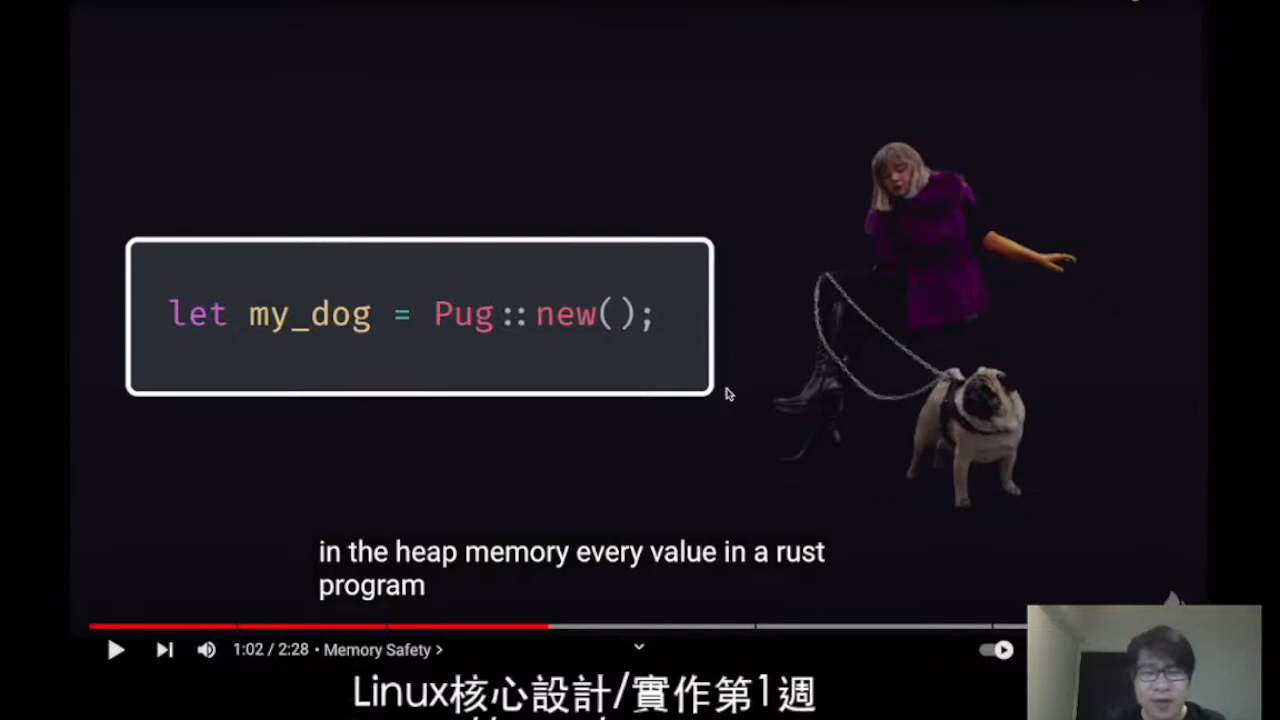 let my_dog = Pug::new();
in the heap memory every value in a rust
program
1:02 / 2:28 • Memory Safety >
Linux核心設計/實作第1週